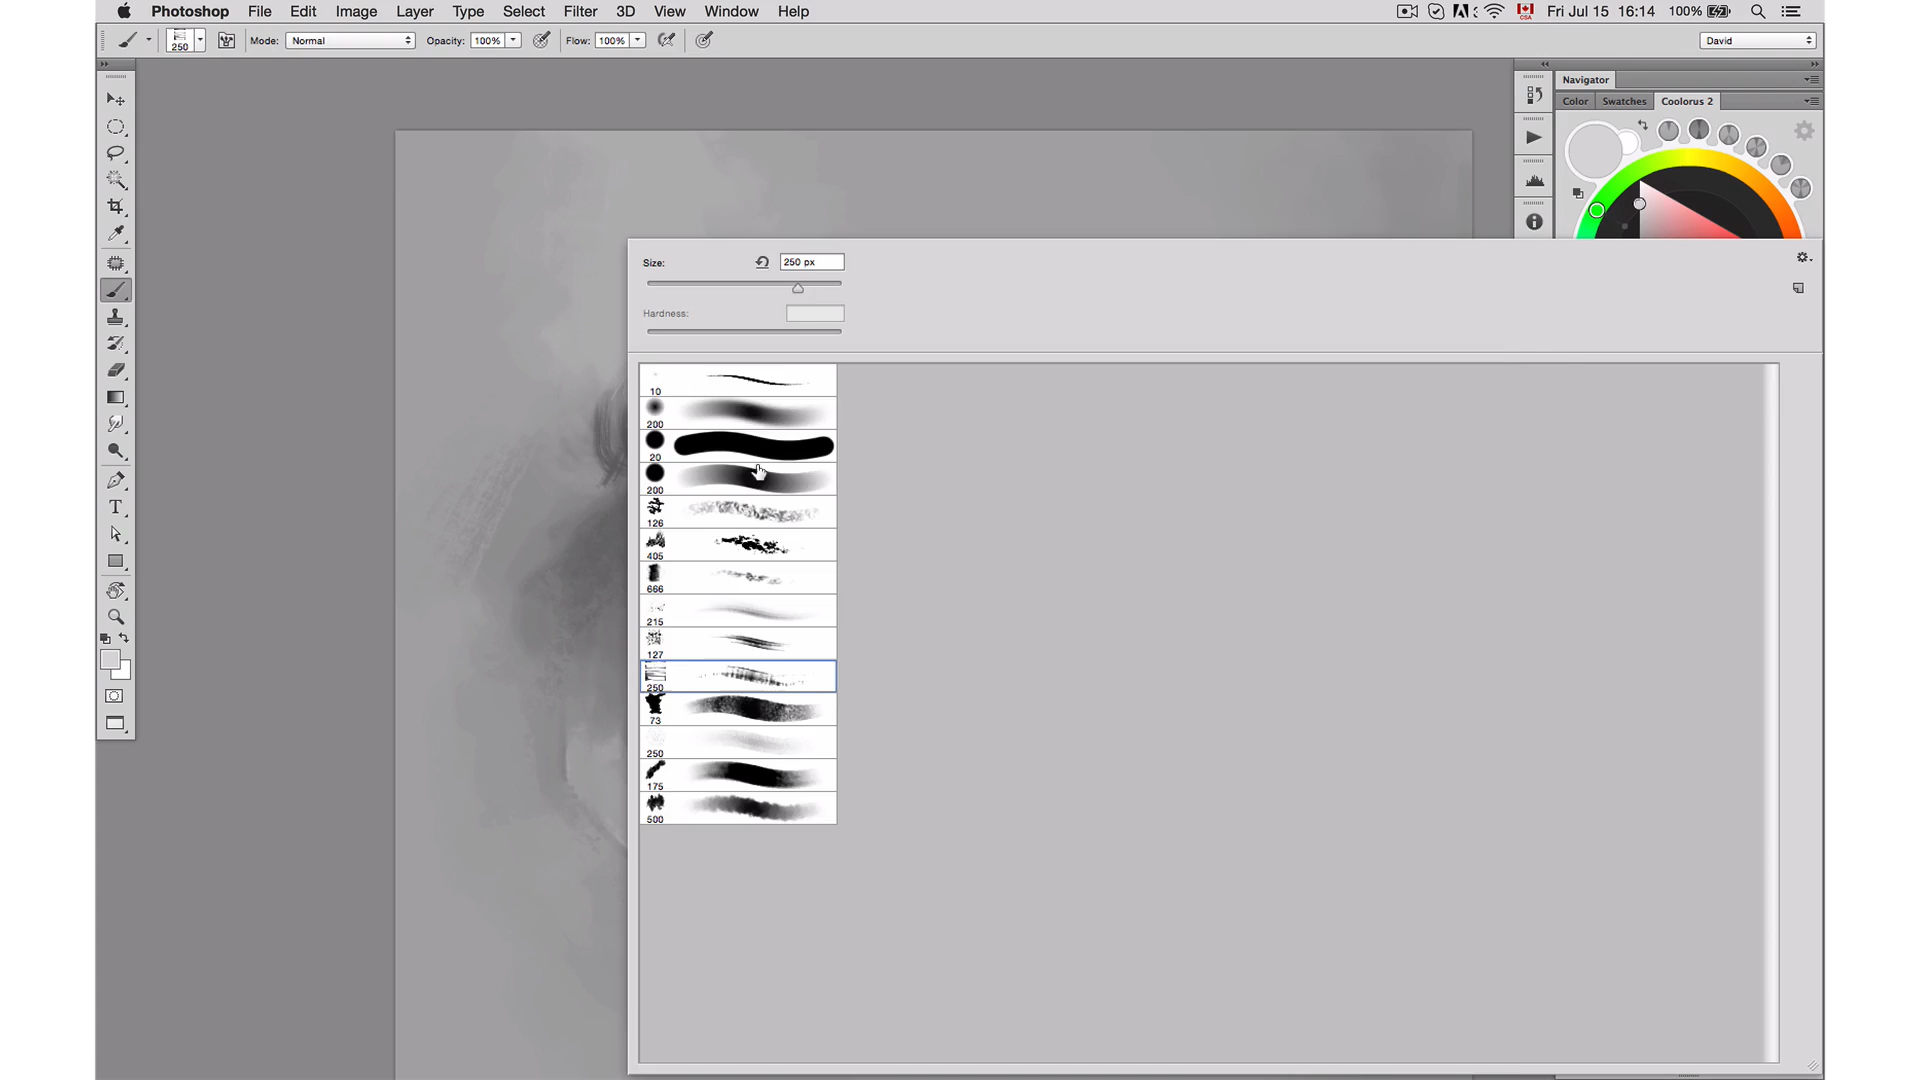 Photoshop File Edit Image Layer Type Select Filter 3D View Window Help
Fri Jul 15 16:14 100%
250 Mode: Normal Opacity: 100% Flow: 100% David
Navigator
Color Swatches Coolorus 2
Size: 250 px
Hardness:
10
200
20
200
126
405
666
215
127
250
73
250
175
500